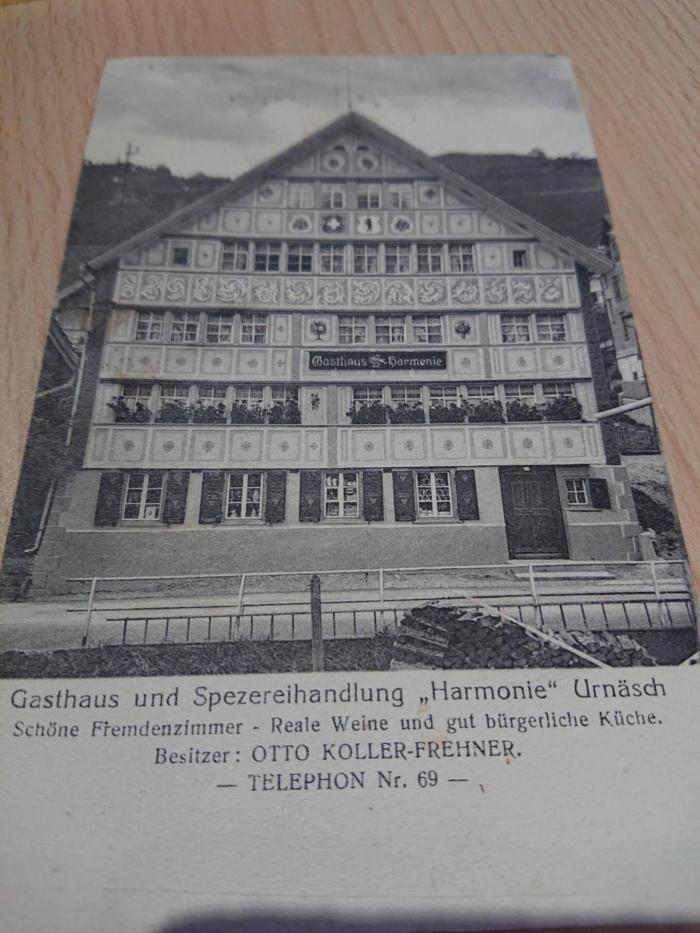 Gasthaus Harmonie
Gasthaus und Spezereihandlung „Harmonie“ Urnäsch
Schöne Fremdenzimmer - Reale Weine und gut bürgerliche Küche.
Besitzer: OTTO KOLLER-FREHNER.
— TELEPHON Nr. 69 —